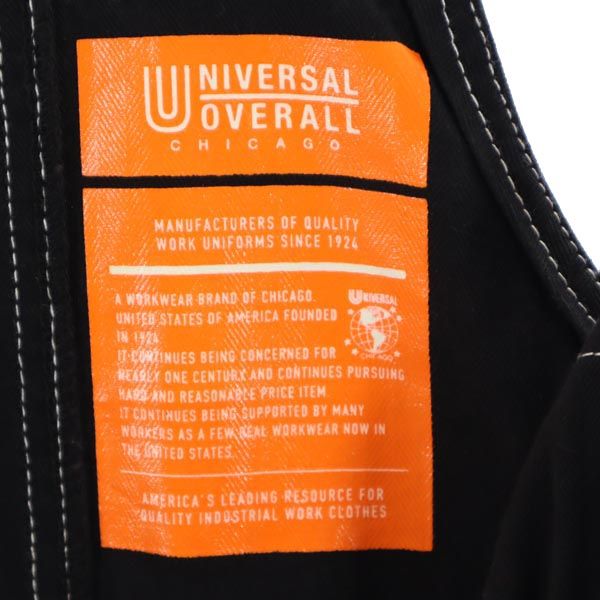 UNIVERSAL
OVERALL
CHICAGO
MANUFACTURERS OF QUALITY
WORK UNIFORMS SINCE 1924
A WORKWEAR BRAND OF CHICAGO.
UNITED STATES OF AMERICA FOUNDED
IN 1924.
IT CONTINUES BEING CONCERNED FOR
NEARLY ONE CENTURY AND CONTINUES PURSUING
HARD AND REASONABLE PRICE ITEM.
IT CONTINUES BEING SUPPORTED BY MANY
WORKERS AS A FEW REAL WORKWEAR NOW IN
THE UNITED STATES.
UNIVERSAL
CHICAGO
AMERICA'S LEADING RESOURCE FOR
QUALITY INDUSTRIAL WORK CLOTHES